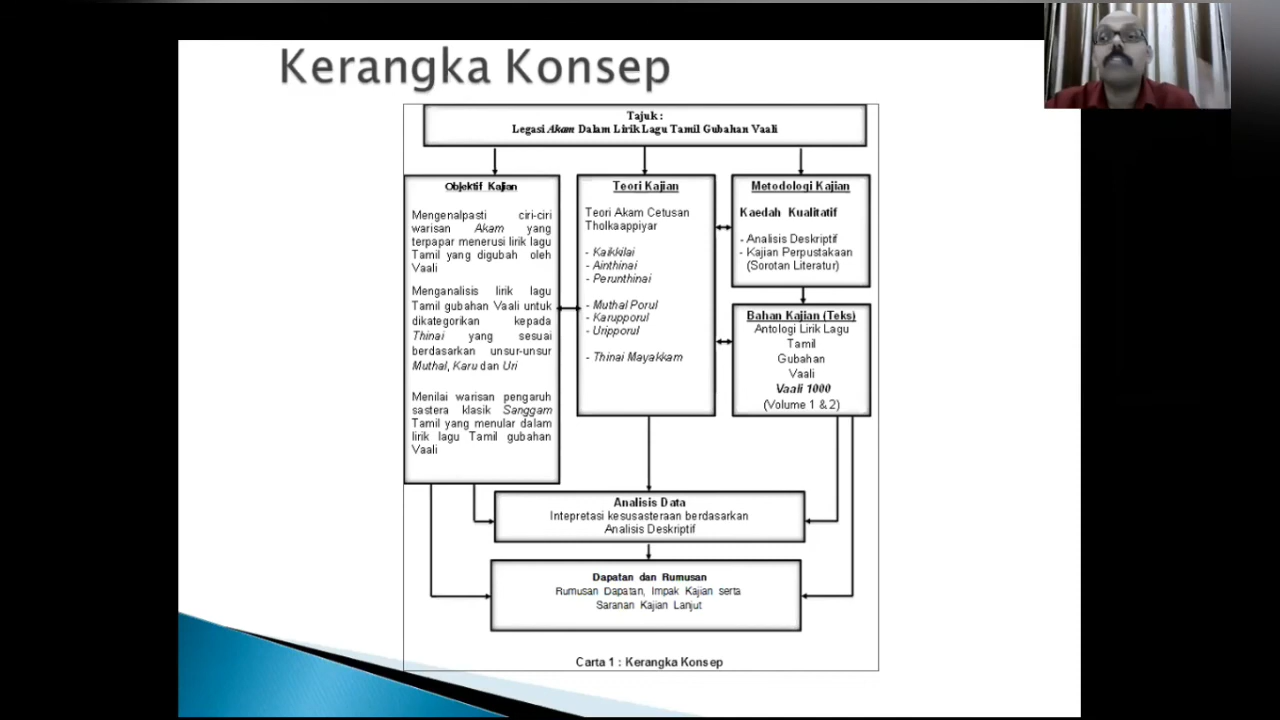 Kerangka Konsep
Tajuk :
Legasi Akam Dalam Lirik Lagu Tamil Gubahan Vaali
Objektif Kajian
Mengenalpasti ciri-ciri
warisan Akam yang
terpapar menerusi lirik lagu
Tamil yang digubah oleh
Vaali
Menganalisis lirik lagu
Tamil gubahan Vaali untuk
dikategorikan kepada
Thinai yang sesuai
berdasarkan unsur-unsur
Muthal, Karu dan Uri
Menilai warisan pengaruh
sastera klasik Sanggam
Tamil yang menular dalam
lirik lagu Tamil gubahan
Vaali
Teori Kajian
Teori Akam Cetusan
Tholkaappiyar
- Kaikkilai
- Ainthinai
- Perunthinai
- Muthal Porul
- Karupporul
- Uripporul
- Thinai Mayakkam
Metodologi Kajian
Kaedah Kualitatif
- Analisis Deskriptif
- Kajian Perpustakaan
(Sorotan Literatur)
Bahan Kajian (Teks)
Antologi Lirik Lagu
Tamil
Gubahan
Vaali
Vaali 1000
(Volume 1 & 2)
Analisis Data
Intepretasi kesusasteraan berdasarkan
Analisis Deskriptif
Dapatan dan Rumusan
Rumusan Dapatan, Impak Kajian serta
Saranan Kajian Lanjut
Carta 1 : Kerangka Konsep